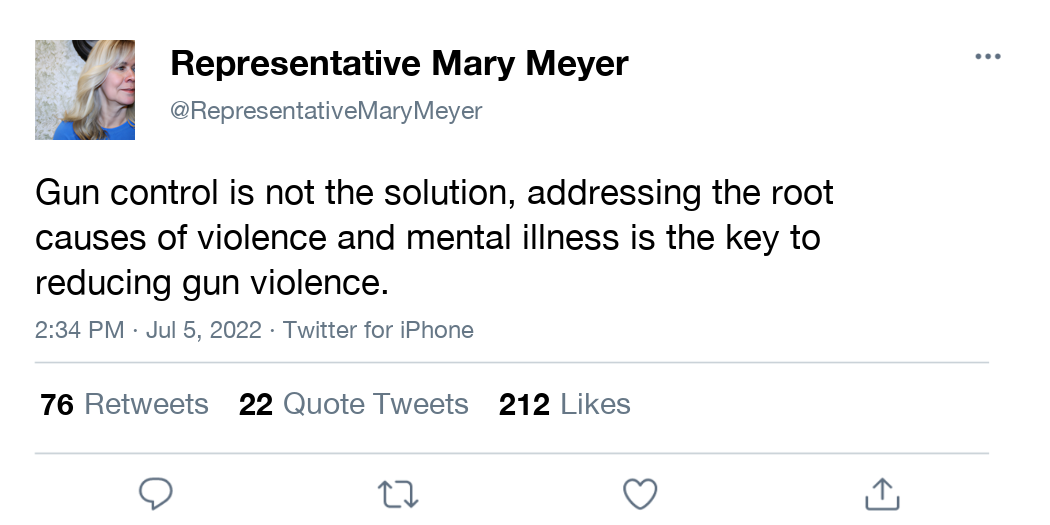 Representative Mary Meyer
@RepresentativeMaryMeyer
Gun control is not the solution, addressing the root
causes of violence and mental illness is the key to
reducing gun violence.
2:34 PM · Jul 5, 2022 · Twitter for iPhone
76 Retweets 22 Quote Tweets 212 Likes